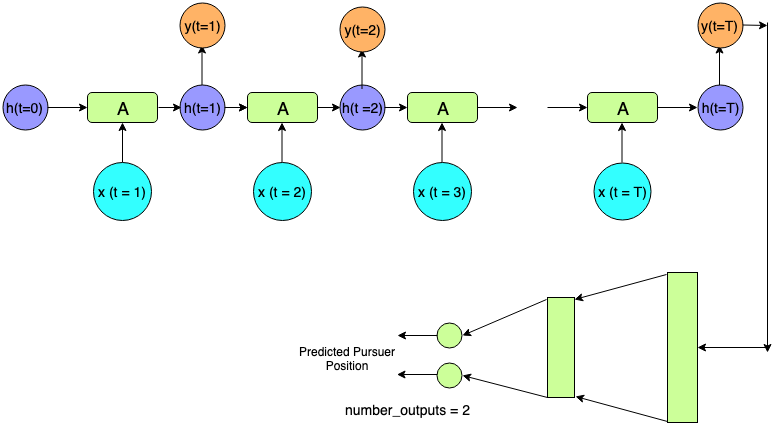 y(t=1)
y(t=2)
y(t=T)
h(t=0)
A
h(t=1)
A
h(t =2)
A
A
h(t=T)
x (t = 1)
x (t = 2)
x (t = 3)
x (t = T)
Predicted Pursuer
Position
number_outputs = 2